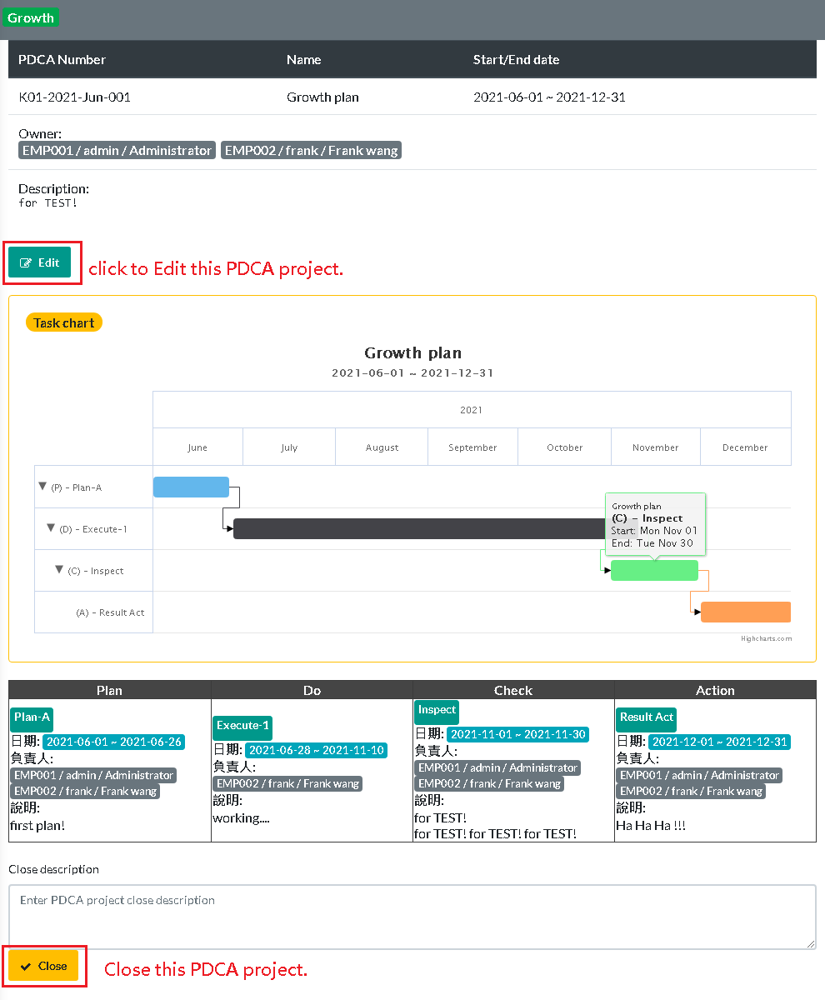 Growth
PDCA Number Name Start/End date
K01-2021-Jun-001 Growth plan 2021-06-01 ~ 2021-12-31
Owner:
EMP001 / admin / Administrator EMP002 / frank / Frank wang
Description:
for TEST!
Edit click to Edit this PDCA project.
Task chart
Growth plan
2021-06-01 ~ 2021-12-31
2021
June July August September October November December
(P) - Plan-A
(D) - Execute-1
(C) - Inspect
(A) - Result Act
Growth plan
(C) - Inspect
Start: Mon Nov 01
End: Tue Nov 30
Highcharts.com
Plan Do Check Action
Plan-A
日期: 2021-06-01 ~ 2021-06-26
負責人:
EMP001 / admin / Administrator
EMP002 / frank / Frank wang
說明:
first plan!
Execute-1
日期: 2021-06-28 ~ 2021-11-10
負責人:
EMP002 / frank / Frank wang
說明:
working....
Inspect
日期: 2021-11-01 ~ 2021-11-30
負責人:
EMP001 / admin / Administrator
EMP002 / frank / Frank wang
說明:
for TEST!
for TEST! for TEST! for TEST!
Result Act
日期: 2021-12-01 ~ 2021-12-31
負責人:
EMP001 / admin / Administrator
EMP002 / frank / Frank wang
說明:
Ha Ha Ha !!!
Close description
Enter PDCA project close description
Close Close this PDCA project.